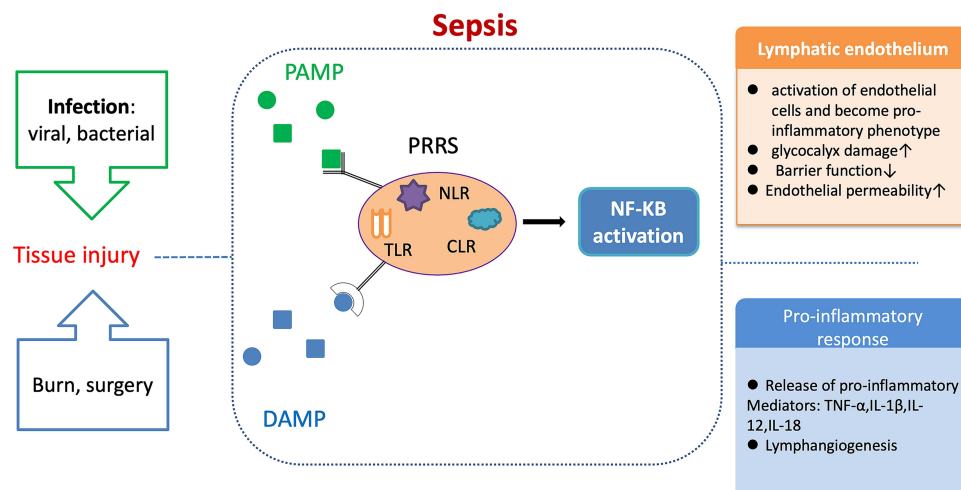 Sepsis
Infection:
viral, bacterial
Tissue injury
Burn, surgery
PAMP
PRRS
NLR
TLR
CLR
DAMP
NF-KB
activation
Lymphatic endothelium
● activation of endothelial
cells and become pro-
inflammatory phenotype
● glycocalyx damage↑
● Barrier function↓
● Endothelial permeability↑
Pro-inflammatory
response
● Release of pro-inflammatory
Mediators: TNF-α,IL-1β,IL-
12,IL-18
● Lymphangiogenesis